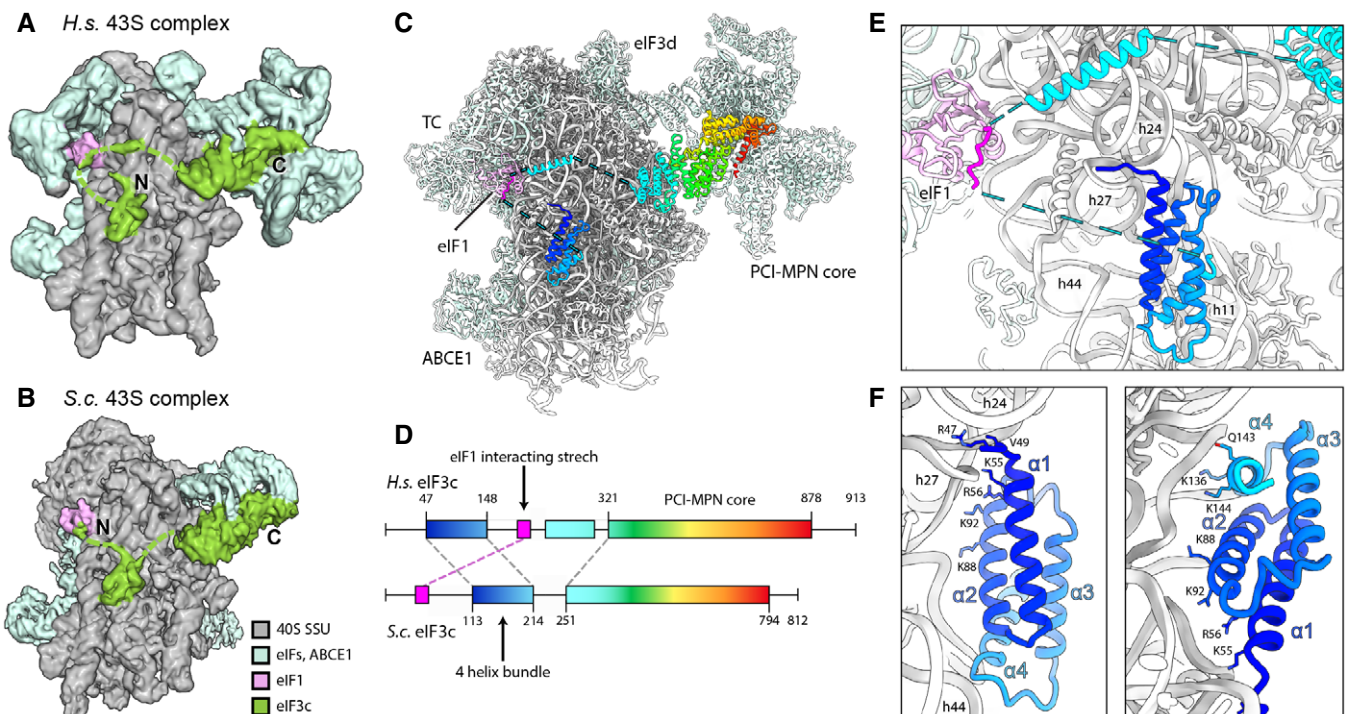 A
H.s. 43S complex
N
C
B
S.c. 43S complex
N
C
40S SSU
eIFs, ABCE1
eIF1
eIF3c
C
eIF3d
TC
eIF1
ABCE1
PCI-MPN core
D
eIF1 interacting strech
H.s. eIF3c
47
148
321
PCI-MPN core
878
913
S.c. eIF3c
113
214
251
794
812
4 helix bundle
E
eIF1
h24
h27
h44
h11
F
h24
R47
V49
K55
α1
R56
h27
K92
K88
α2
α3
α4
h44
α4
α3
Q143
K136
K144
α2
K88
K92
R56
K55
α1